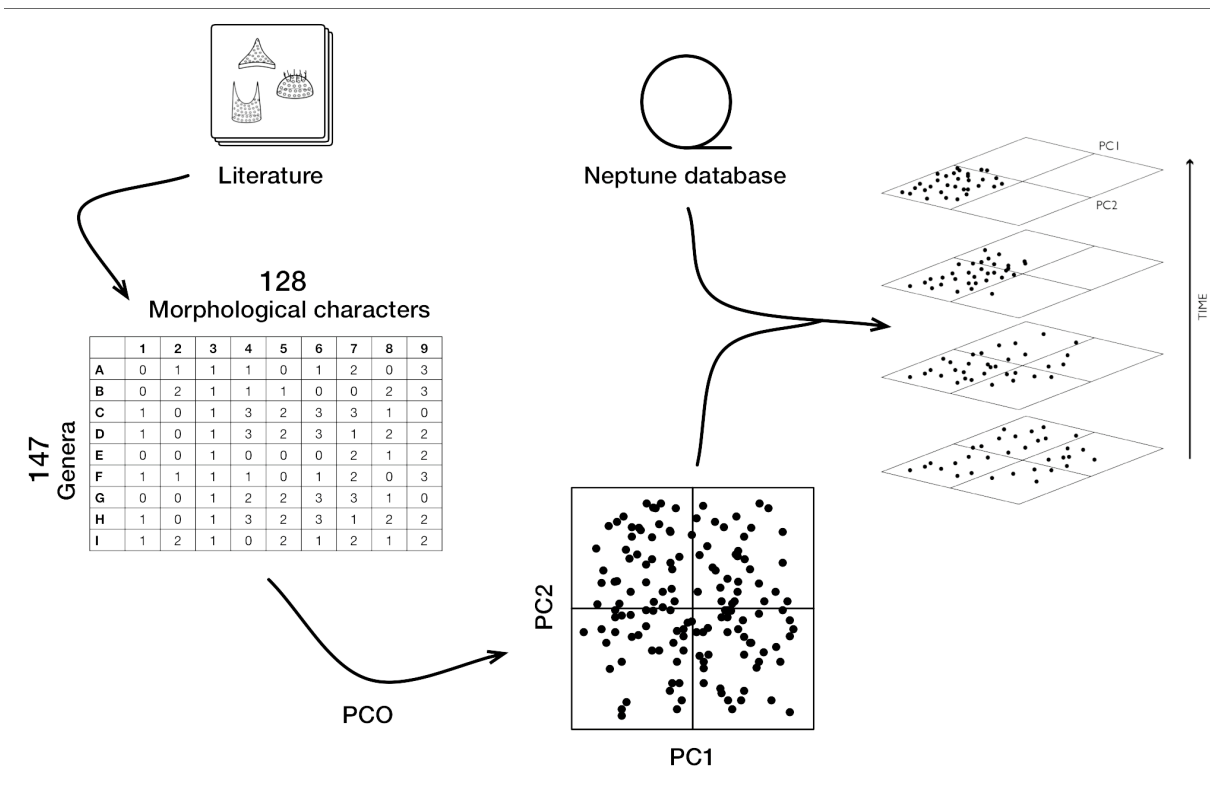 Literature
Neptune database
PC1
PC2
TIME
128
Morphological characters
147
Genera
1 2 3 4 5 6 7 8 9
A 0 1 1 1 0 1 2 0 3
B 0 2 1 1 1 0 0 2 3
C 1 0 1 3 2 3 3 1 0
D 1 0 1 3 2 3 1 2 2
E 0 0 1 0 0 0 2 1 2
F 1 1 1 1 0 1 2 0 3
G 0 0 1 2 2 3 3 1 0
H 1 0 1 3 2 3 1 2 2
I 1 2 1 0 2 1 2 1 2
PCO
PC2
PC1